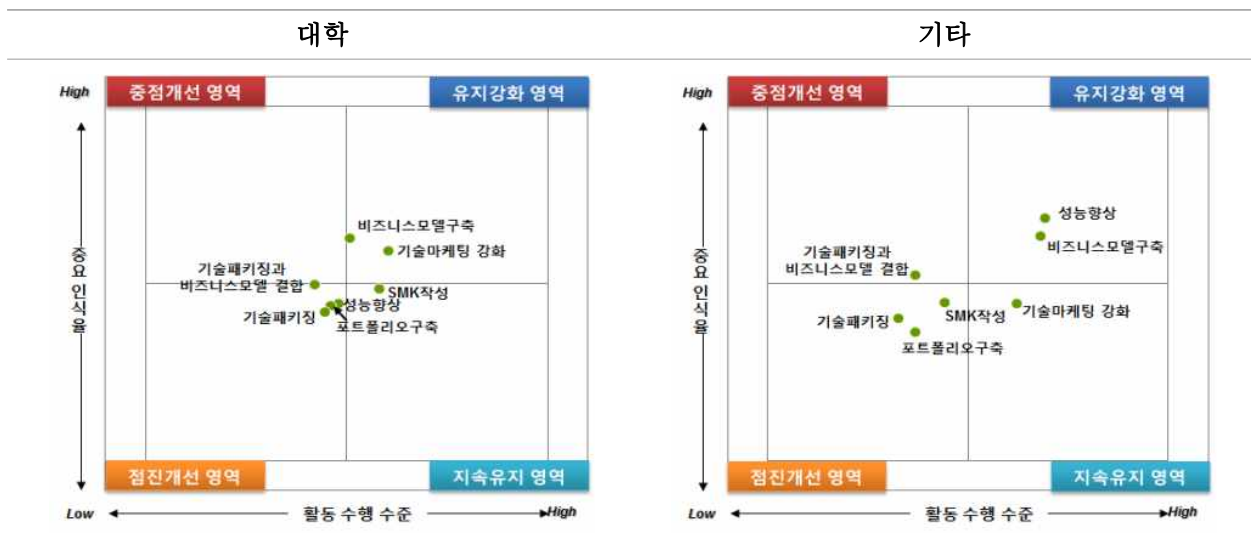 대학
기타
High
중점개선 영역
유지강화 영역
비즈니스모델구축
기술마케팅 강화
기술패키징과
비즈니스모델 결합
SMK작성
성능향상
기술패키징
포트폴리오구축
중요 인식율
점진개선 영역
지속유지 영역
Low
활동 수행 수준
High
High
중점개선 영역
유지강화 영역
성능향상
비즈니스모델구축
기술패키징과
비즈니스모델 결합
SMK작성
기술마케팅 강화
기술패키징
포트폴리오구축
중요 인식율
점진개선 영역
지속유지 영역
Low
활동 수행 수준
High